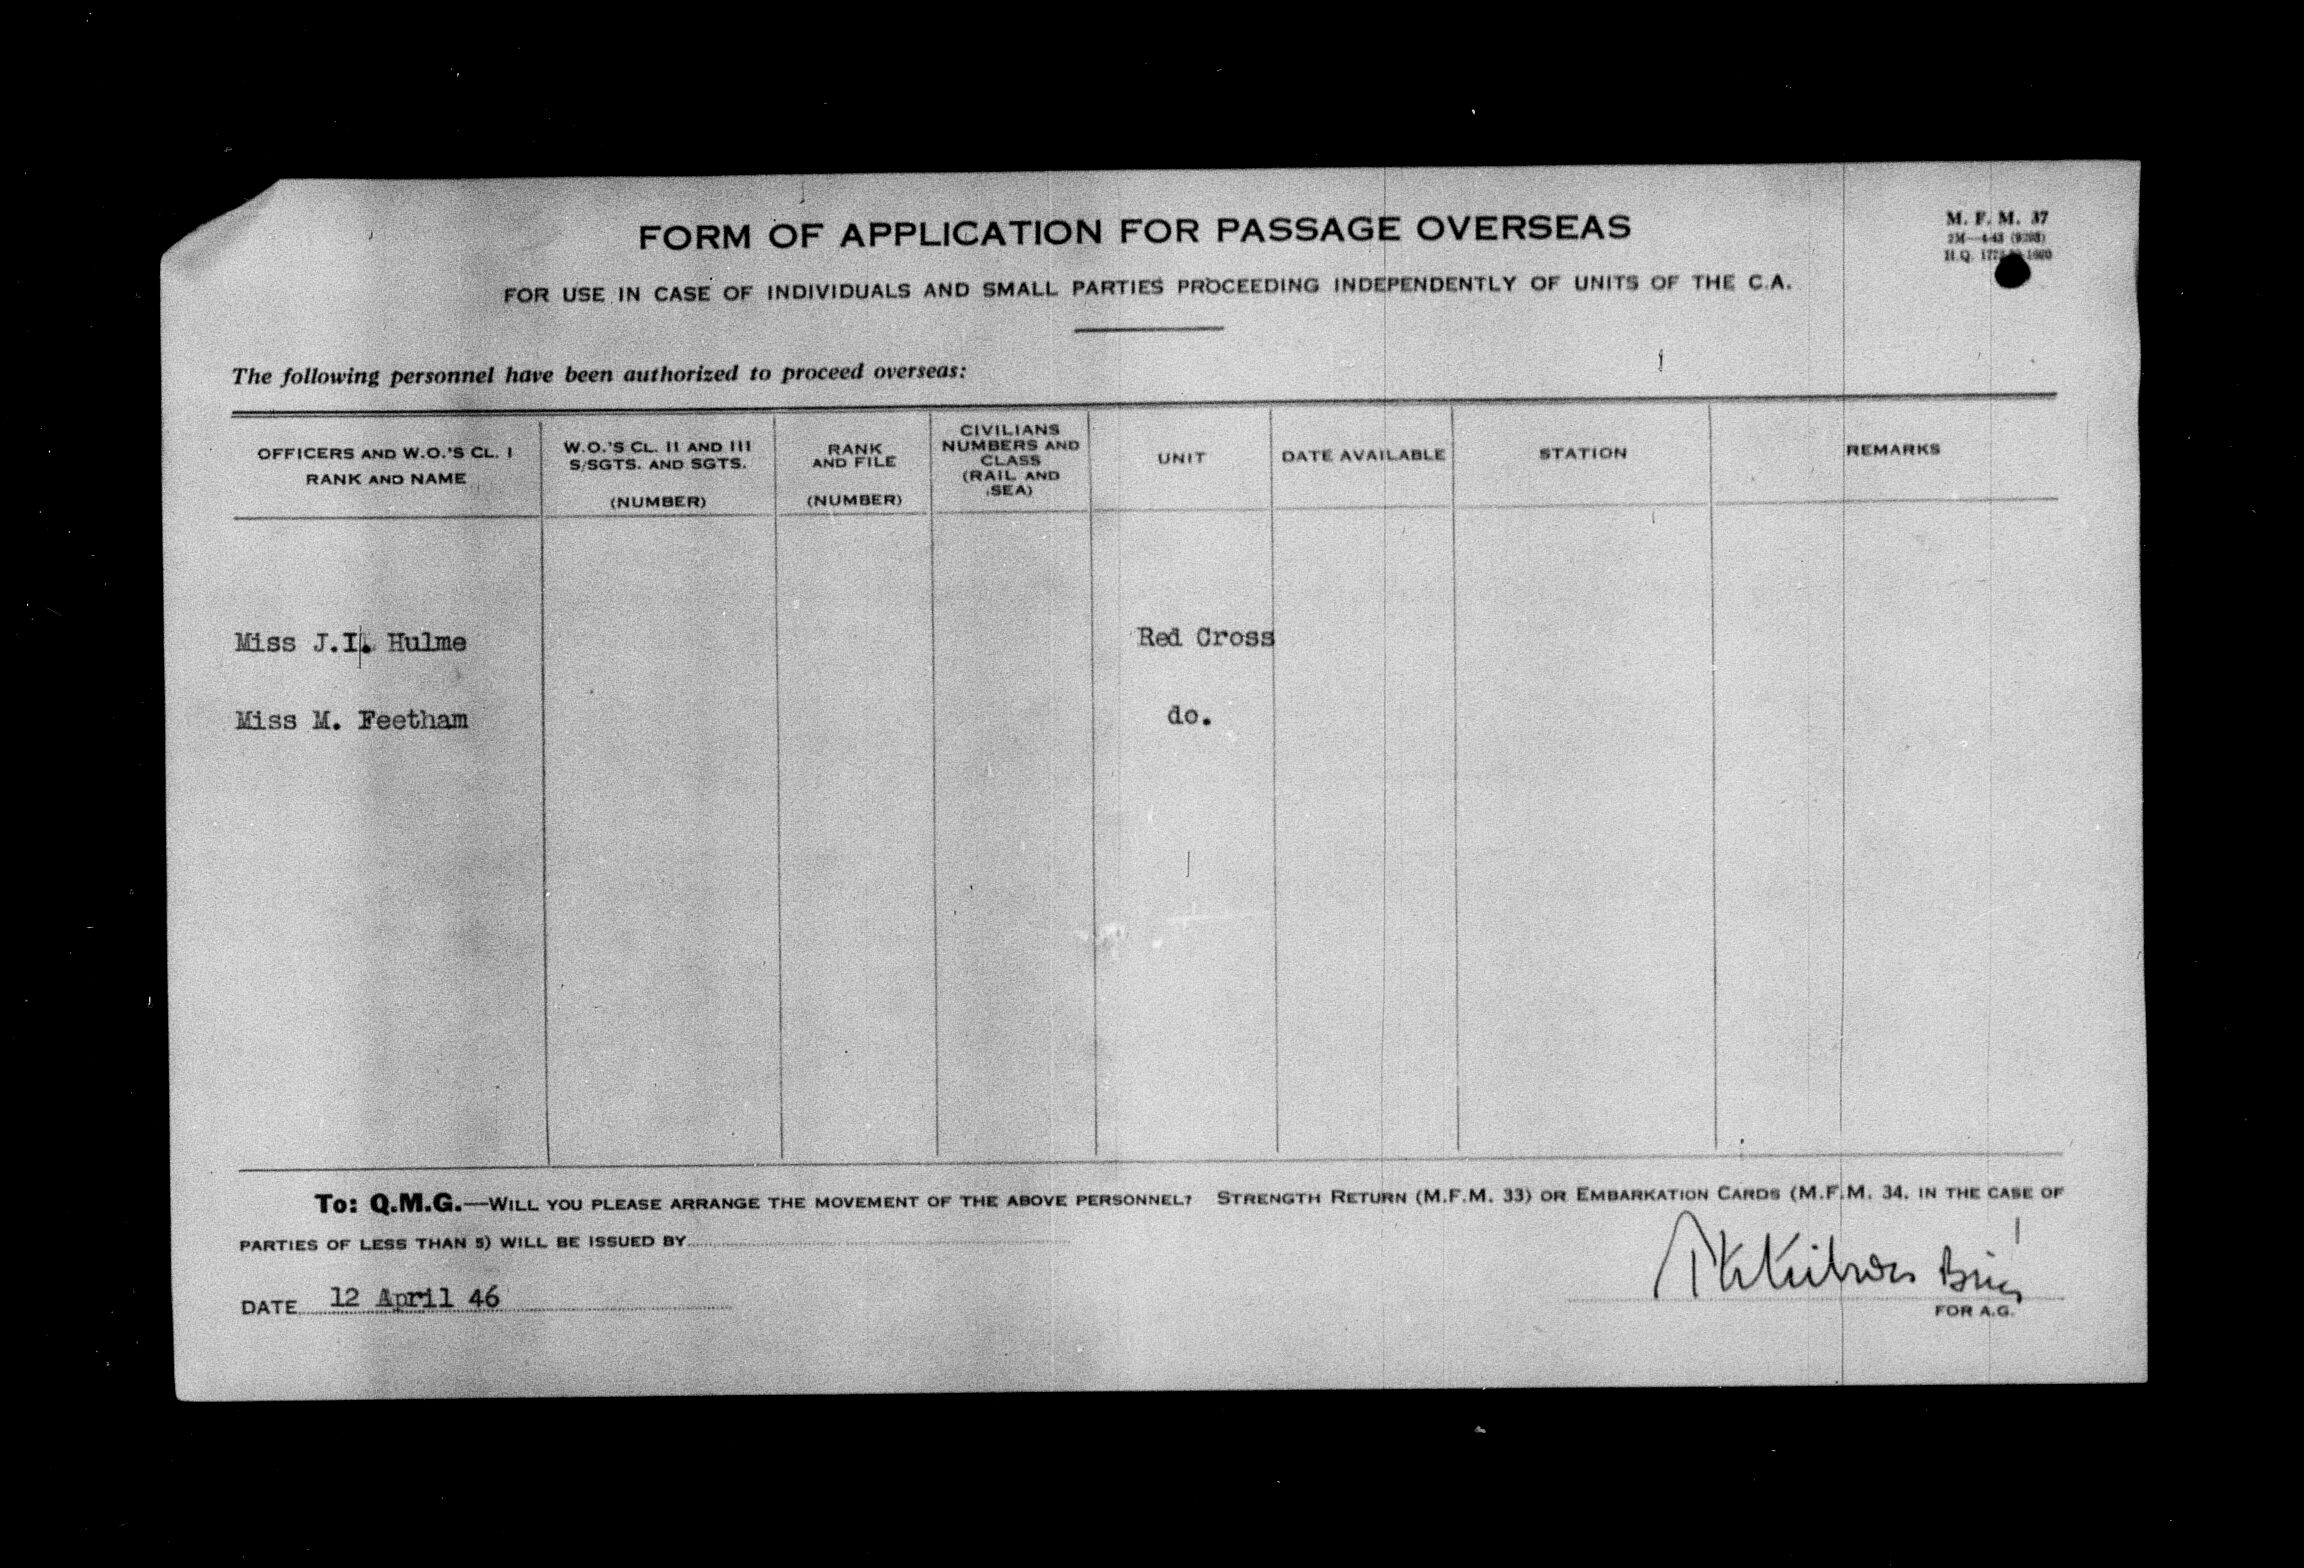 FORM OF APPLICATION FOR PASSAGE OVERSEAS
M. F. M. 37
FOR USE IN CASE OF INDIVIDUALS AND SMALL PARTIES PROCEEDING INDEPENDENTLY OF UNITS OF THE C.A.
H.Q.
The following personnel have been authorized to proceed overseas:
OFFICERS AND W.O.'S CL. I
RANK AND NAME
W.O.'S CL. II AND III
S/SGTS. AND SGTS.
(NUMBER)
RANK
AND FILE
(NUMBER)
CIVILIANS
NUMBERS AND
CLASS
(RAIL AND
SEA)
UNIT
DATE AVAILABLE
STATION
REMARKS
Miss J.I. Hulme
Red Cross
Miss M. Feetham
do.
To: Q.M.G.—WILL YOU PLEASE ARRANGE THE MOVEMENT OF THE ABOVE PERSONNEL? STRENGTH RETURN (M.F.M. 33) OR EMBARKATION CARDS (M.F.M. 34, IN THE CASE OF
PARTIES OF LESS THAN 5) WILL BE ISSUED BY
DATE 12 April 46
FOR A.G.